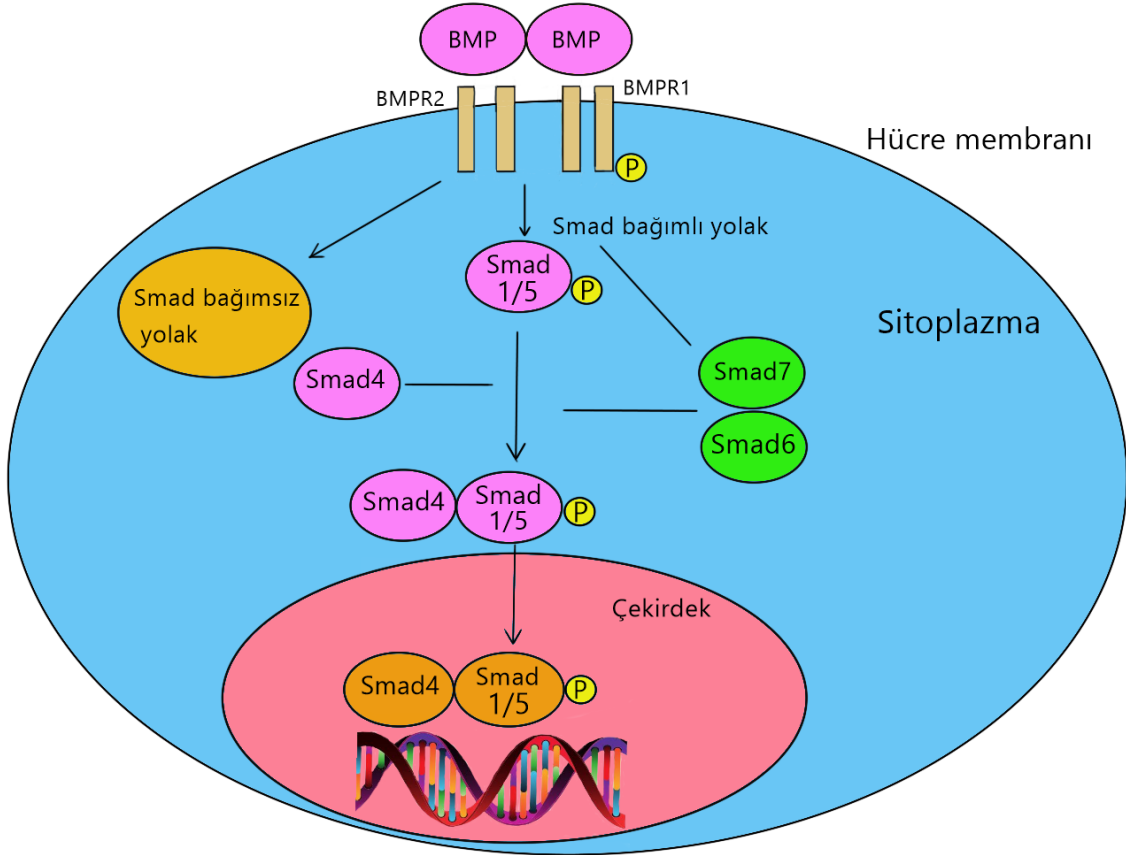 BMP
BMP
BMPR2
BMPR1
Hücre membranı
P
Smad bağımlı yolak
Smad
1/5
P
Smad bağımsız
yolak
Sitoplazma
Smad4
Smad7
Smad6
Smad4
Smad
1/5
P
Çekirdek
Smad4
Smad
1/5
P